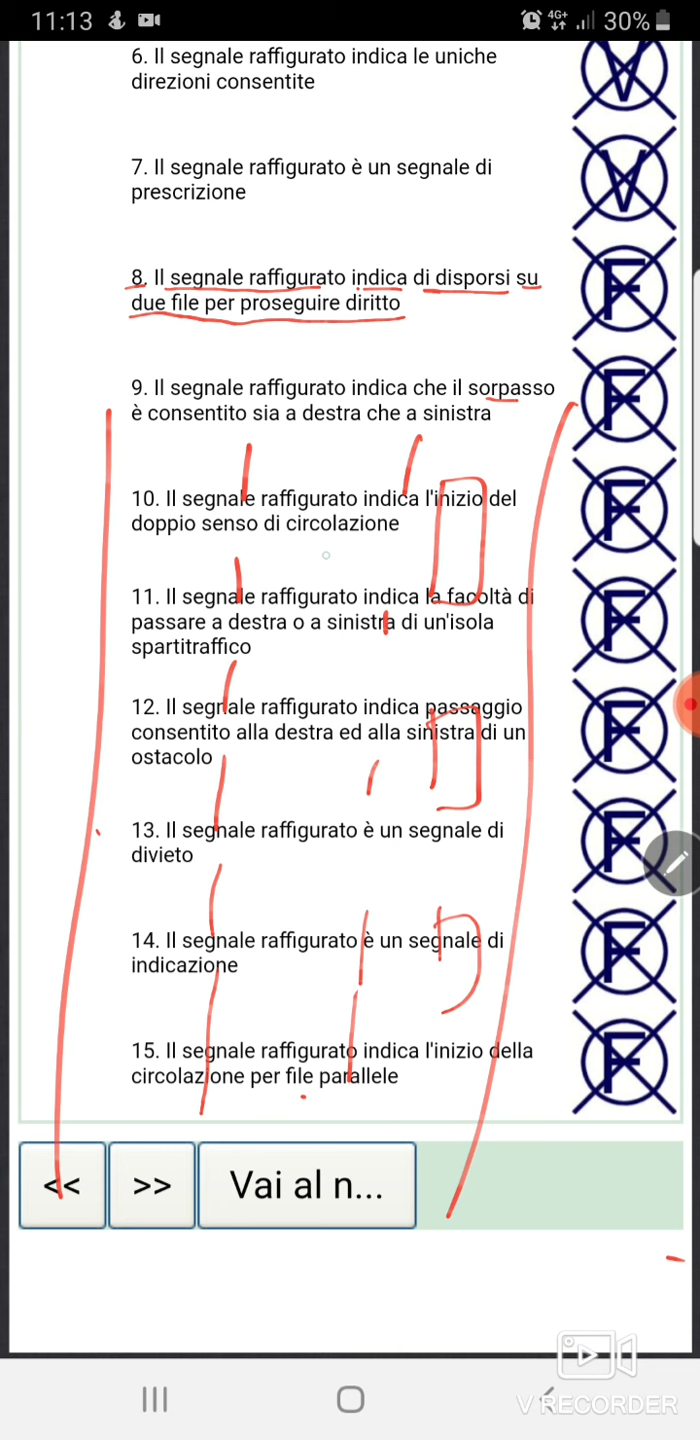 11:13
4G+
30%
6. Il segnale raffigurato indica le uniche
direzioni consentite
V
7. Il segnale raffigurato è un segnale di
prescrizione
V
8. Il segnale raffigurato indica di disporsi su
due file per proseguire diritto
F
9. Il segnale raffigurato indica che il sorpasso
è consentito sia a destra che a sinistra
F
10. Il segnale raffigurato indica l'inizio del
doppio senso di circolazione
F
11. Il segnale raffigurato indica la facoltà di
passare a destra o a sinistra di un'isola
spartitraffico
F
12. Il segnale raffigurato indica passaggio
consentito alla destra ed alla sinistra di un
ostacolo
F
13. Il segnale raffigurato è un segnale di
divieto
F
14. Il segnale raffigurato è un segnale di
indicazione
F
15. Il segnale raffigurato indica l'inizio della
circolazione per file parallele
F
<< >> Vai al n...
V RECORDER